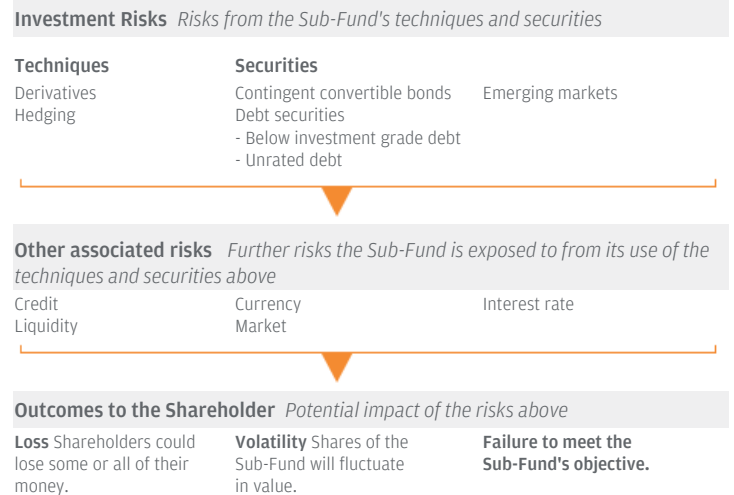 Investment Risks Risks from the Sub-Fund's techniques and securities
Techniques
Derivatives
Hedging
Securities
Contingent convertible bonds
Debt securities
- Below investment grade debt
- Unrated debt
Emerging markets
Other associated risks Further risks the Sub-Fund is exposed to from its use of the
techniques and securities above
Credit
Liquidity
Currency
Market
Interest rate
Outcomes to the Shareholder Potential impact of the risks above
Loss Shareholders could
lose some or all of their
money.
Volatility Shares of the
Sub-Fund will fluctuate
in value.
Failure to meet the
Sub-Fund's objective.